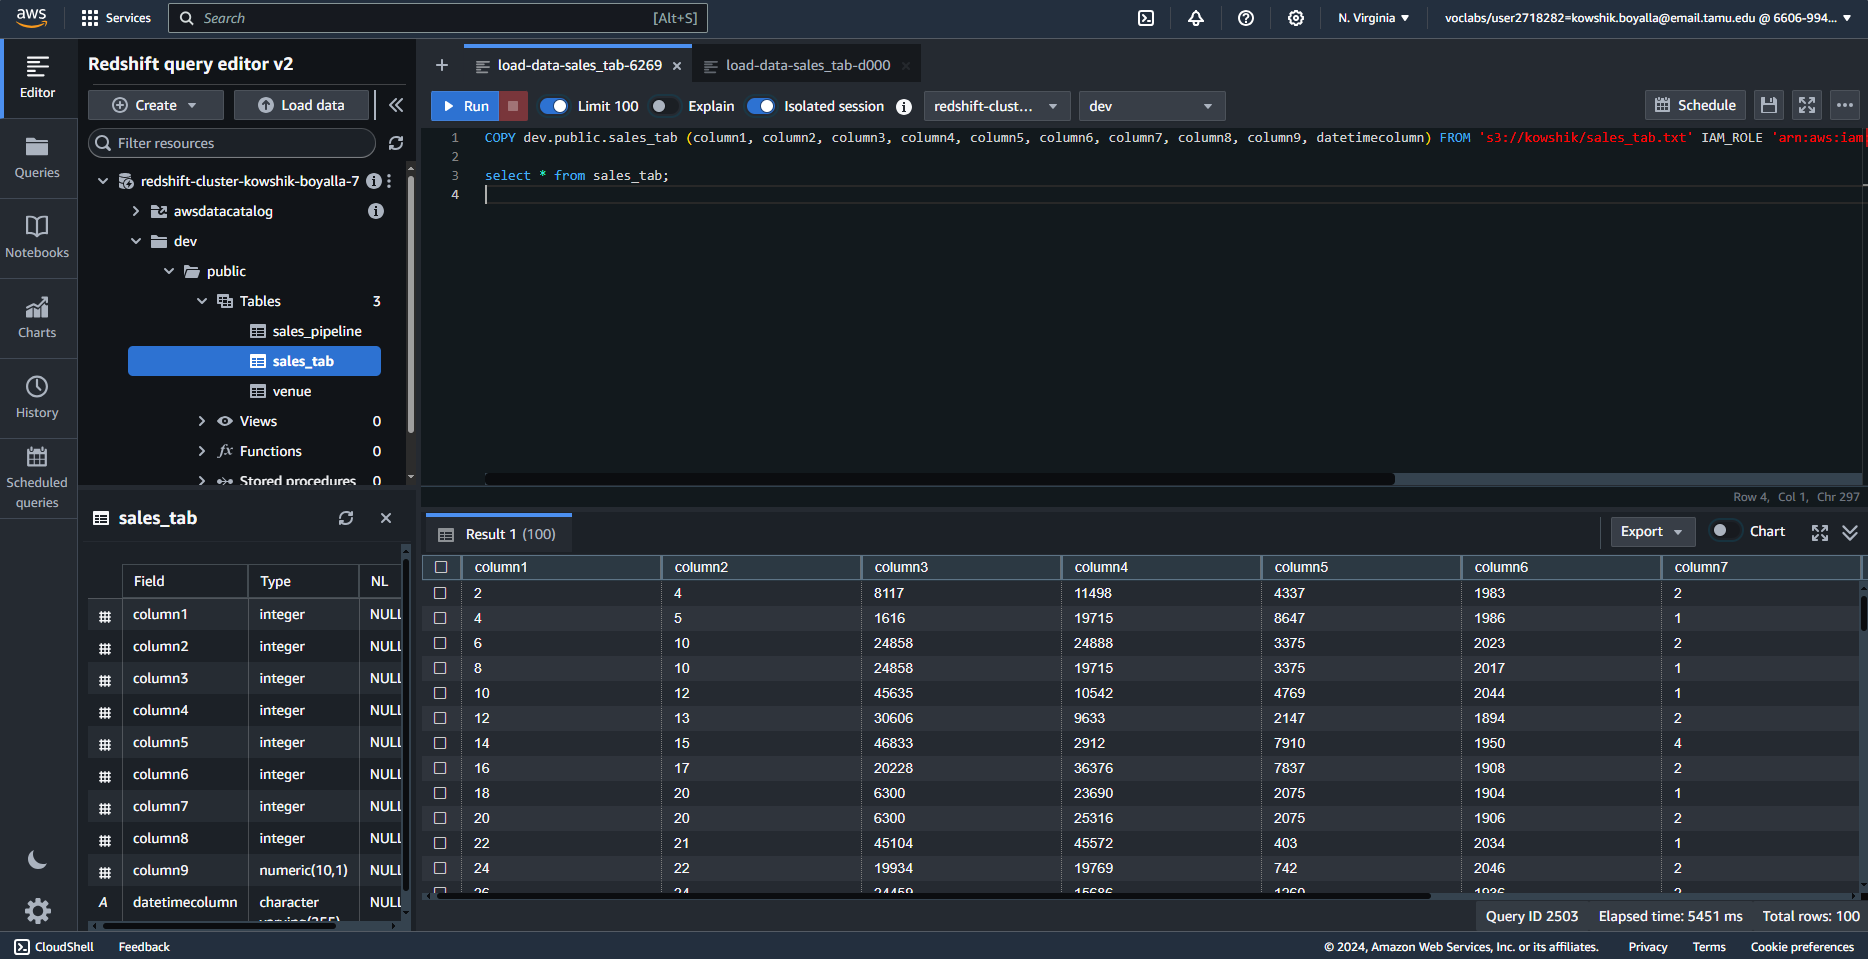 aws
Services
Search
[Alt+S]
N. Virginia
voclabs/user2718282=kowshik.boyalla@email.tamu.edu @ 6606-994...
Editor
Queries
Notebooks
Charts
History
Scheduled
queries
Redshift query editor v2
Create
Load data
Filter resources
redshift-cluster-kowshik-boyalla-7
awsdatacatalog
dev
public
Tables 3
sales_pipeline
sales_tab
venue
Views 0
Functions 0
Stored procedures 0
sales_tab
Field Type NL
column1 integer NULL
column2 integer NULL
column3 integer NULL
column4 integer NULL
column5 integer NULL
column6 integer NULL
column7 integer NULL
column8 integer NULL
column9 numeric(10,1) NULL
datetimecolumn character NULL
varying(255)
load-data-sales_tab-6269
load-data-sales_tab-d000
Run
Limit 100
Explain
Isolated session
redshift-clust...
dev
Schedule
1 COPY dev.public.sales_tab (column1, column2, column3, column4, column5, column6, column7, column8, column9, datetimecolumn) FROM 's3://kowshik/sales_tab.txt' IAM_ROLE 'arn:aws:iam
2
3 select * from sales_tab;
4
Row 4, Col 1, Chr 297
Result 1 (100)
Export
Chart
column1 column2 column3 column4 column5 column6 column7
2 4 8117 11498 4337 1983 2
4 5 1616 19715 8647 1986 1
6 10 24858 24888 3375 2023 2
8 10 24858 19715 3375 2017 1
10 12 45635 10542 4769 2044 1
12 13 30606 9633 2147 1894 2
14 15 46833 2912 7910 1950 4
16 17 20228 36376 7837 1908 2
18 20 6300 23690 2075 1904 1
20 20 6300 25316 2075 1906 2
22 21 45104 45572 403 2034 1
24 22 19934 19769 742 2046 2
26 24 24459 15686 1269 1936 2
Query ID 2503 Elapsed time: 5451 ms Total rows: 100
CloudShell
Feedback
© 2024, Amazon Web Services, Inc. or its affiliates.
Privacy
Terms
Cookie preferences